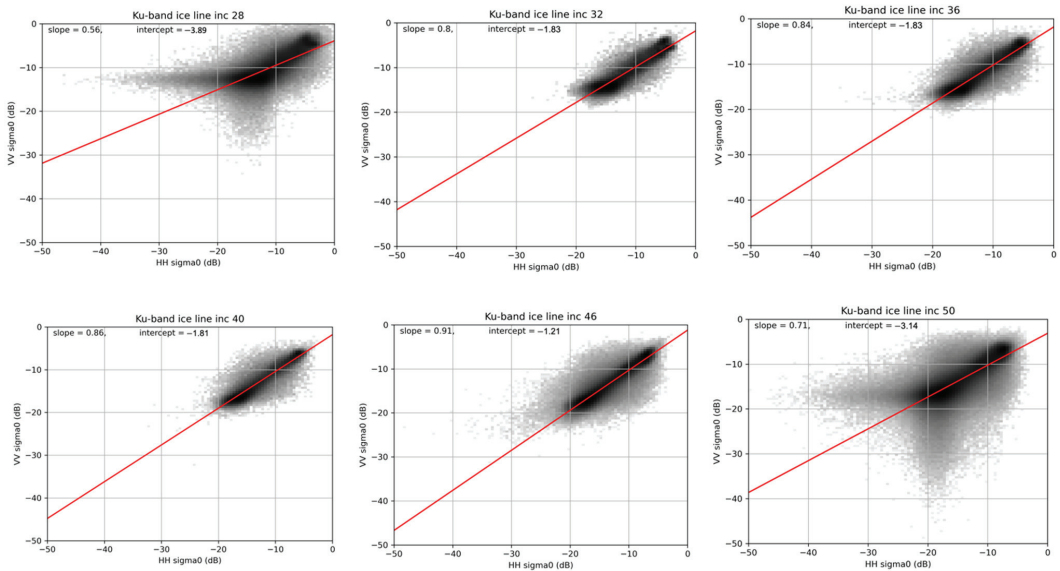 Ku-band ice line inc 28
slope = 0.56, intercept = −3.89
0
−10
−20
−30
−40
−50
VV sigma0 (dB)
−50 −40 −30 −20 −10 0
HH sigma0 (dB)
Ku-band ice line inc 32
slope = 0.8, intercept = −1.83
0
−10
−20
−30
−40
−50
VV sigma0 (dB)
−50 −40 −30 −20 −10 0
HH sigma0 (dB)
Ku-band ice line inc 36
slope = 0.84, intercept = −1.83
0
−10
−20
−30
−40
−50
VV sigma0 (dB)
−50 −40 −30 −20 −10 0
HH sigma0 (dB)
Ku-band ice line inc 40
slope = 0.86, intercept = −1.81
0
−10
−20
−30
−40
−50
VV sigma0 (dB)
−50 −40 −30 −20 −10 0
HH sigma0 (dB)
Ku-band ice line inc 46
slope = 0.91, intercept = −1.21
0
−10
−20
−30
−40
−50
VV sigma0 (dB)
−50 −40 −30 −20 −10 0
HH sigma0 (dB)
Ku-band ice line inc 50
slope = 0.71, intercept = −3.14
0
−10
−20
−30
−40
−50
VV sigma0 (dB)
−50 −40 −30 −20 −10 0
HH sigma0 (dB)